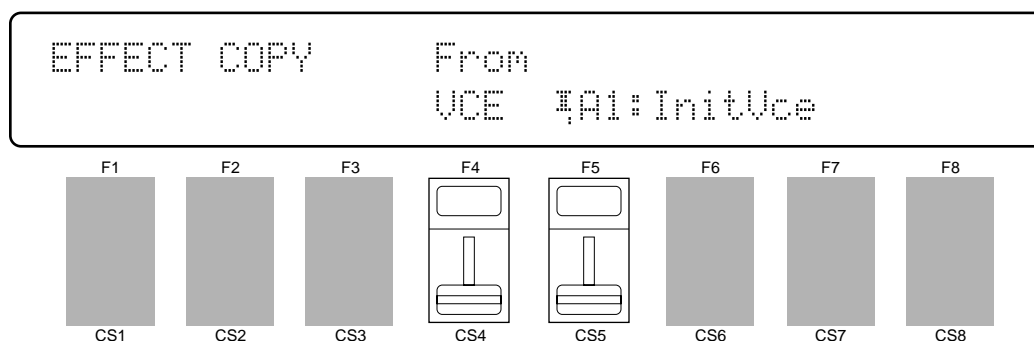 EFFECT COPY From
VCE A1:InitVce
F1 F2 F3 F4 F5 F6 F7 F8
CS1 CS2 CS3 CS4 CS5 CS6 CS7 CS8